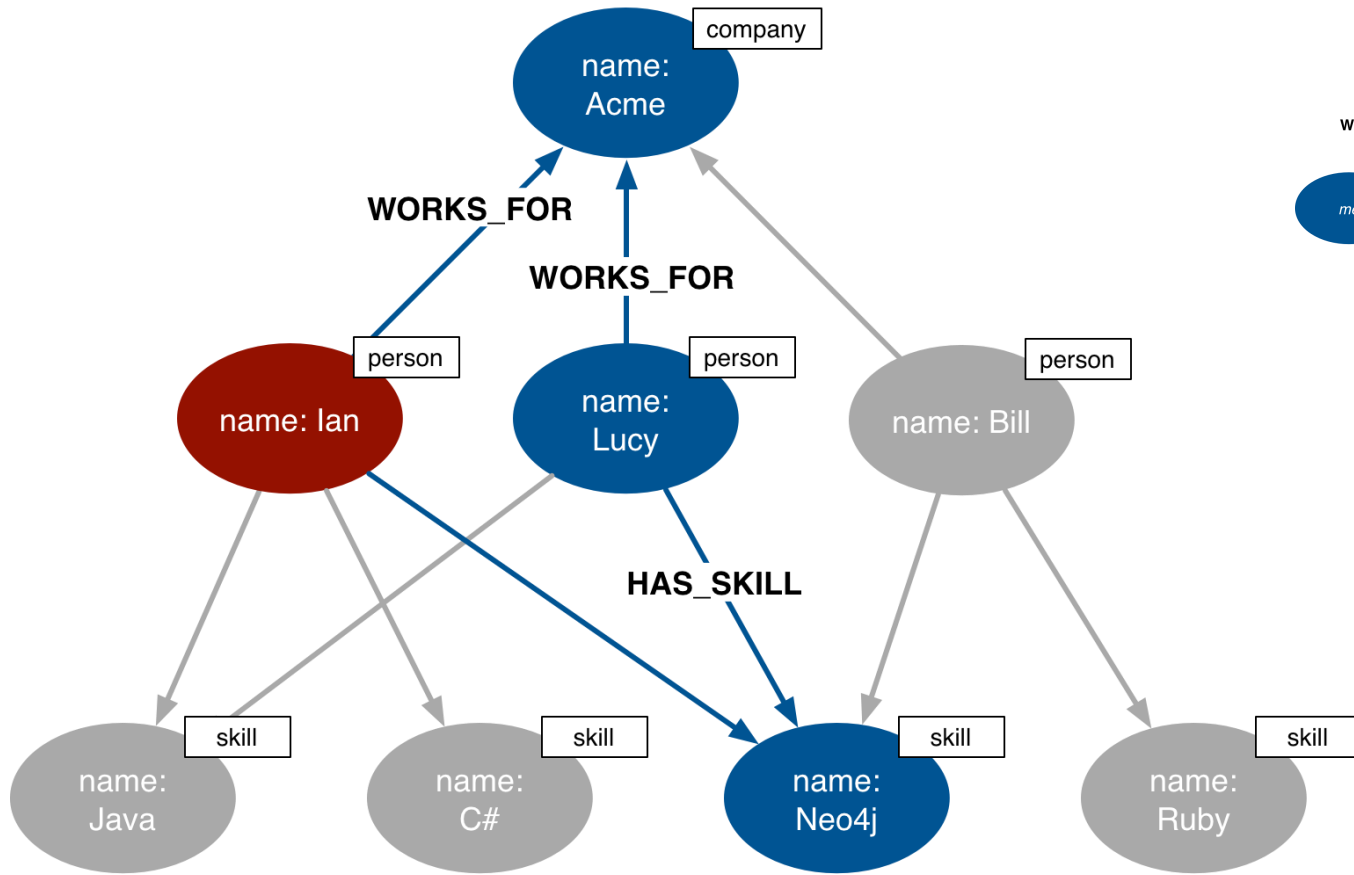 company
name:
Acme
WORKS_FOR
WORKS_FOR
person
person
person
name: Ian
name:
Lucy
name: Bill
HAS_SKILL
skill
skill
skill
skill
name:
Java
name:
C#
name:
Neo4j
name:
Ruby